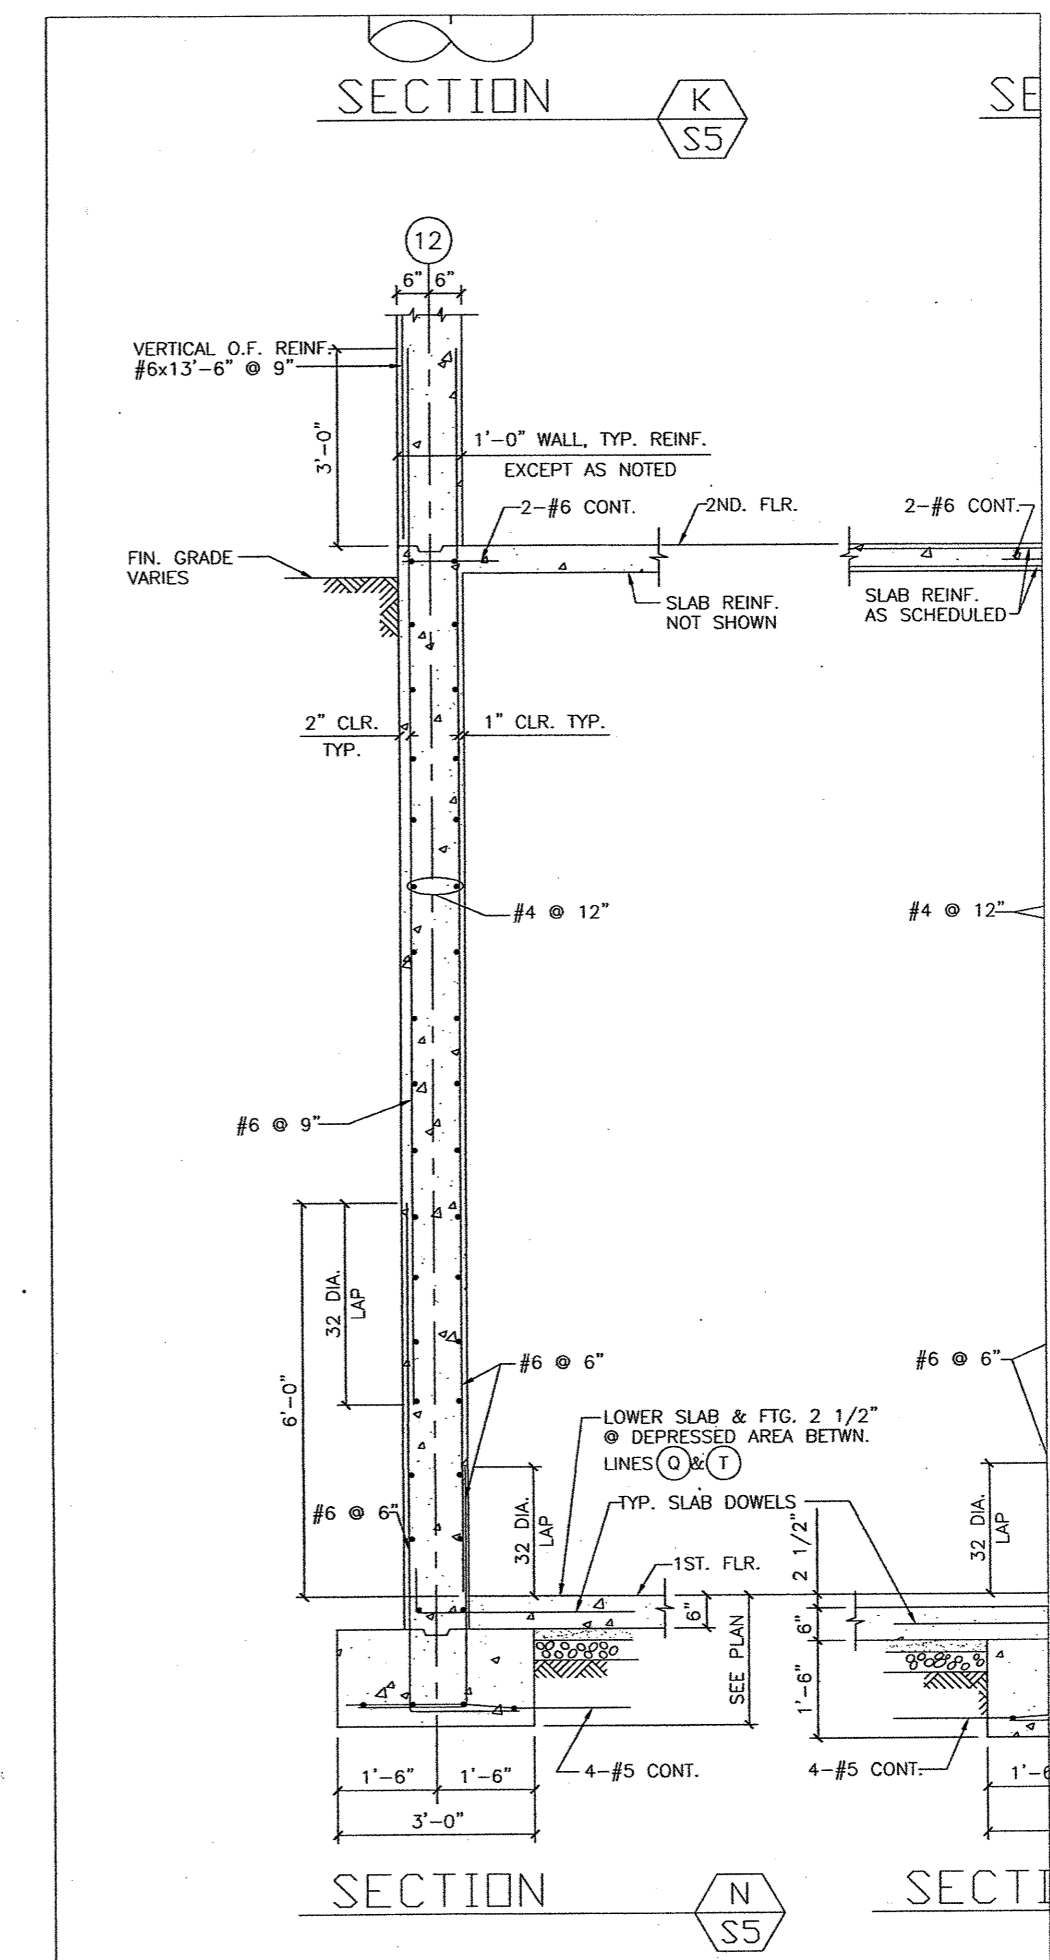 SECTION
K
S5
SE
12
6" 6"
VERTICAL O.F. REINF.
#6x13'-6" @ 9"
3'-0"
1'-0" WALL, TYP. REINF.
EXCEPT AS NOTED
2-#6 CONT.
2ND. FLR.
2-#6 CONT.
FIN. GRADE
VARIES
SLAB REINF.
NOT SHOWN
SLAB REINF.
AS SCHEDULED
2" CLR.
TYP.
1" CLR. TYP.
#4 @ 12"
#4 @ 12"
#6 @ 9"
32 DIA.
LAP
6'-0"
#6 @ 6"
#6 @ 6"
LOWER SLAB & FTG. 2 1/2"
@ DEPRESSED AREA BETWN.
LINES Q & T
#6 @ 6"
32 DIA.
LAP
TYP. SLAB DOWELS
2 1/2"
32 DIA.
LAP
1ST. FLR.
6"
SEE PLAN
6"
1'-6"
4-#5 CONT.
4-#5 CONT.
1'-6" 1'-6"
1'-6
3'-0"
SECTION
N
S5
SECTI